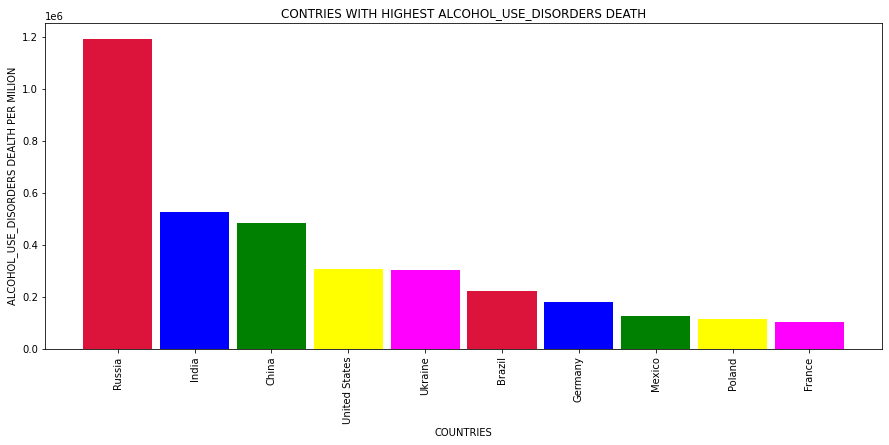 CONTRIES WITH HIGHEST ALCOHOL_USE_DISORDERS DEATH
1e6
1.2
1.0
0.8
0.6
0.4
0.2
0.0
ALCOHOL_USE_DISORDERS DEALTH PER MILION
Russia
India
China
United States
Ukraine
Brazil
Germany
Mexico
Poland
France
COUNTRIES